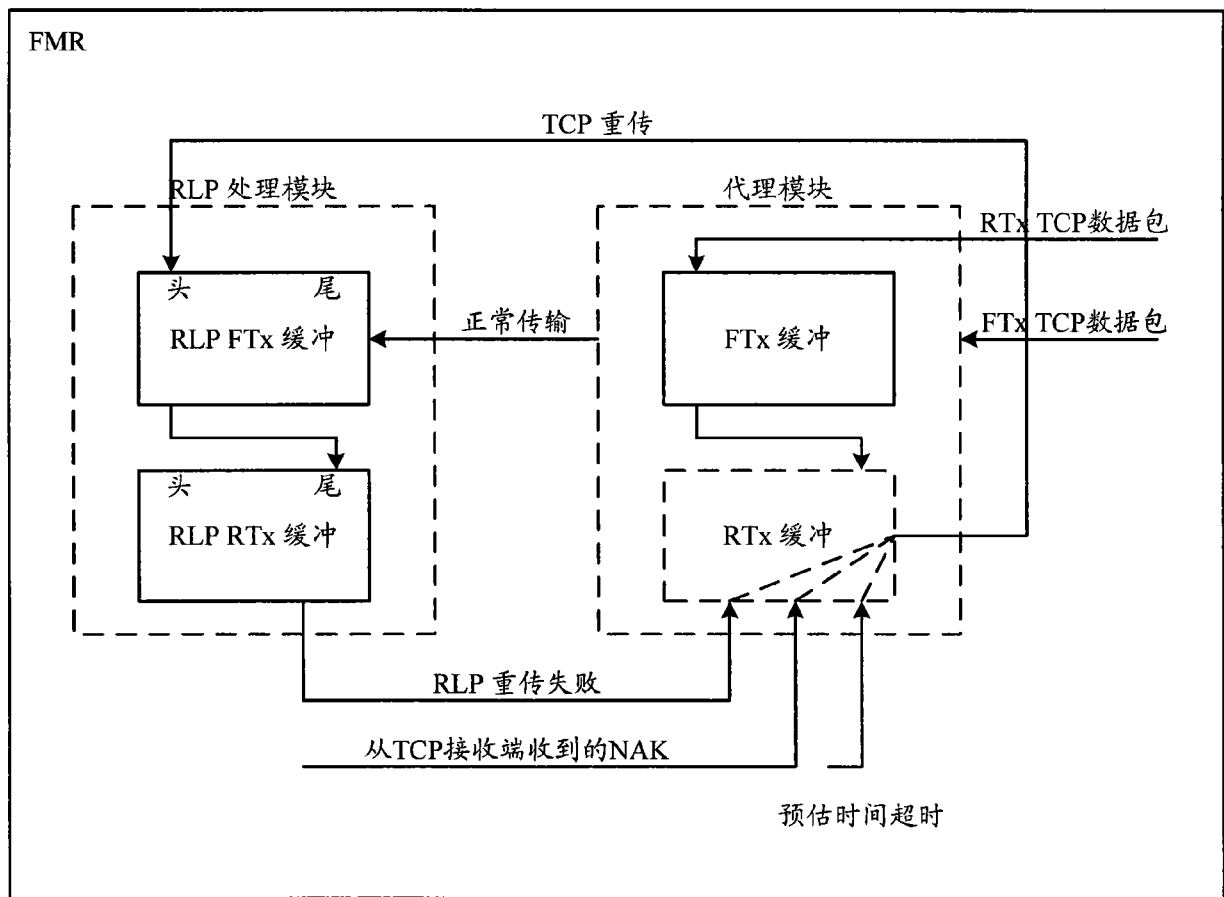 FMR
TCP 重传
RLP 处理模块
代理模块
RTx TCP数据包
头 尾
RLP FTx 缓冲
正常传输
FTx 缓冲
FTx TCP数据包
头 尾
RLP RTx 缓冲
RTx 缓冲
RLP 重传失败
从TCP接收端收到的NAK
预估时间超时